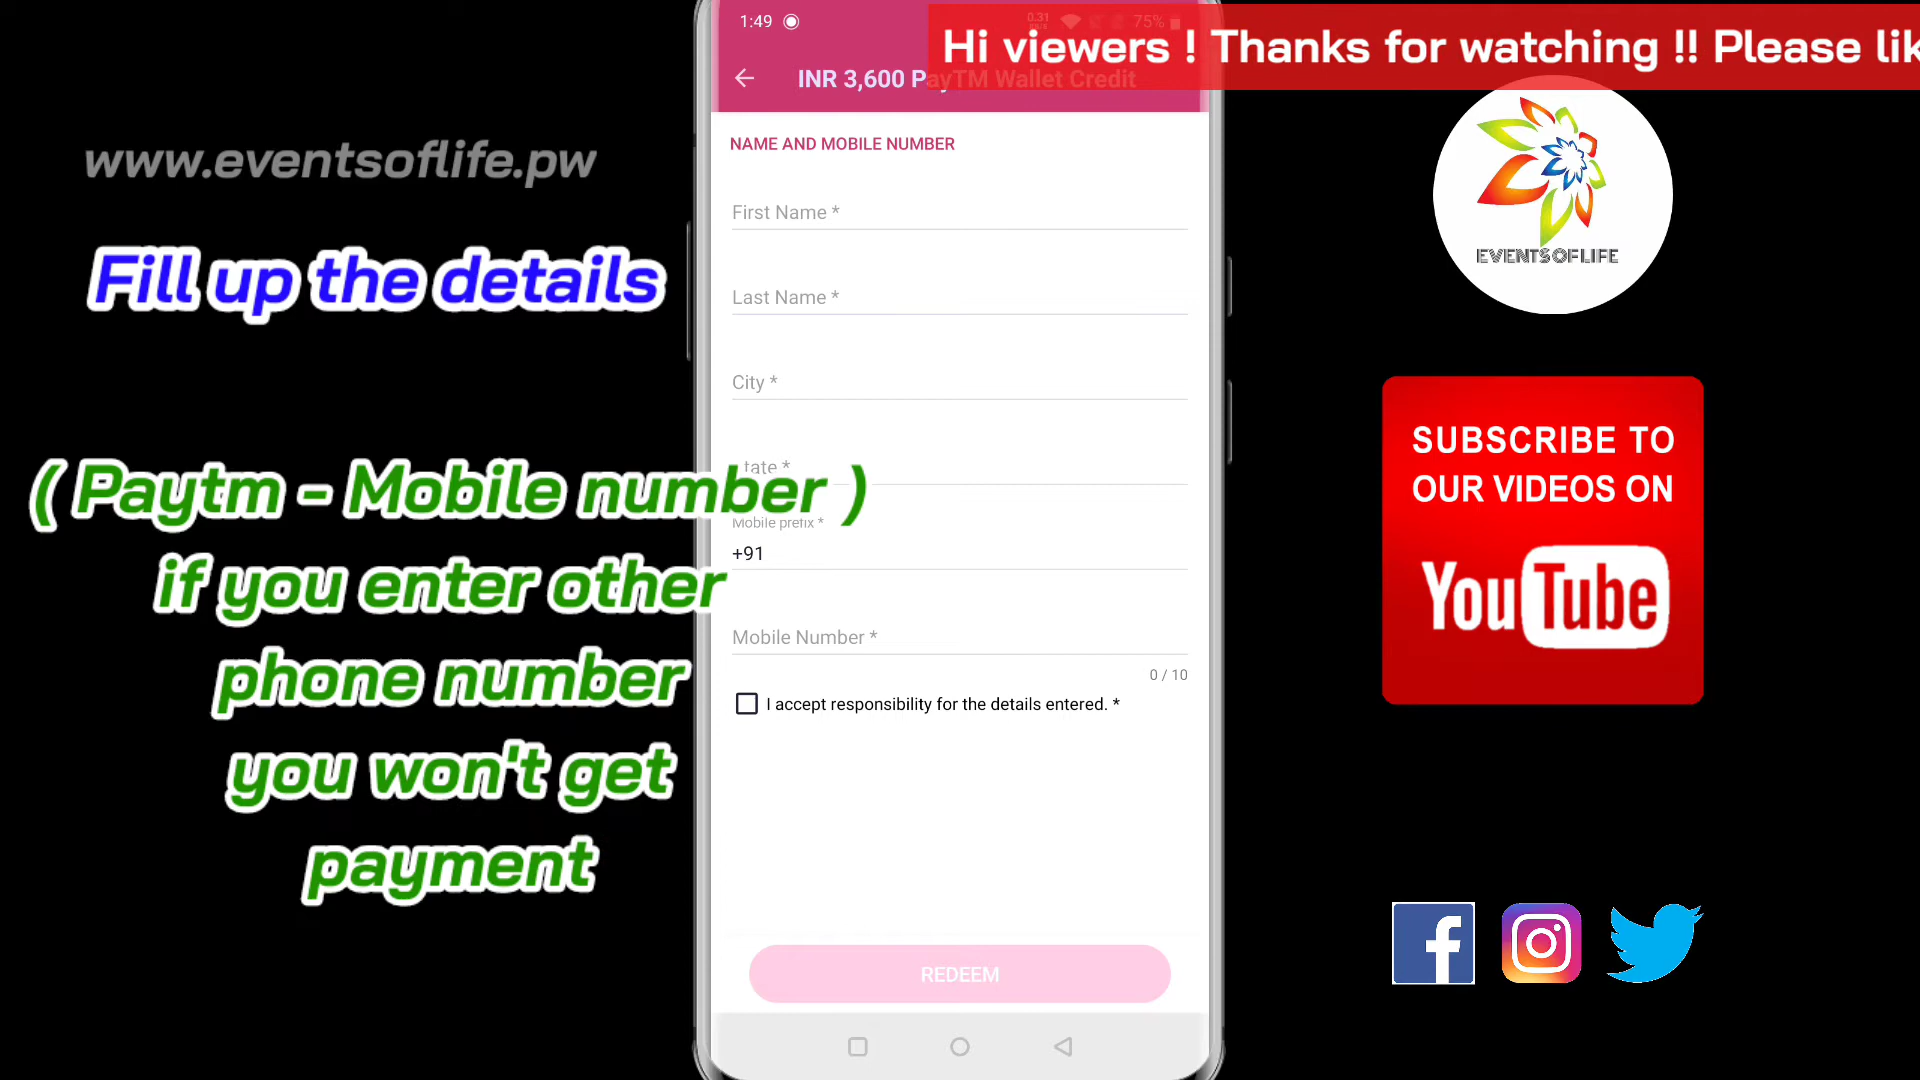 1:49
0.31
75%
Hi viewers ! Thanks for watching !! Please lik
INR 3,600 PayTM Wallet Credit
www.eventsoflife.pw
NAME AND MOBILE NUMBER
First Name *
Fill up the details
Last Name *
EVENTSOFLIFE
City *
SUBSCRIBE TO
OUR VIDEOS ON
YouTube
tate *
( Paytm - Mobile number )
if you enter other
phone number
you won't get
payment
Mobile prefix *
+91
Mobile Number *
0 / 10
I accept responsibility for the details entered. *
REDEEM